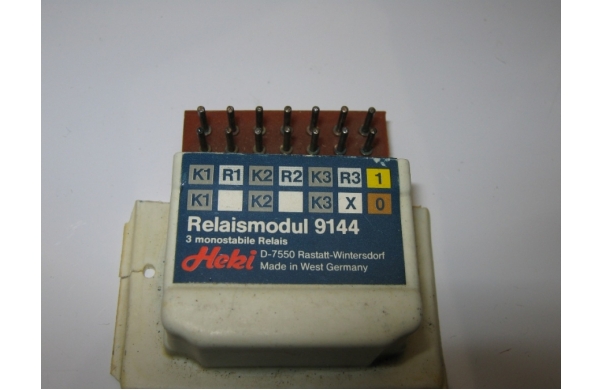 K1 R1 K2 R2 K3 R3 1
K1 K2 K3 X 0
Relaismodul 9144
3 monostabile Relais
Heki D-7550 Rastatt-Wintersdorf
Made in West Germany